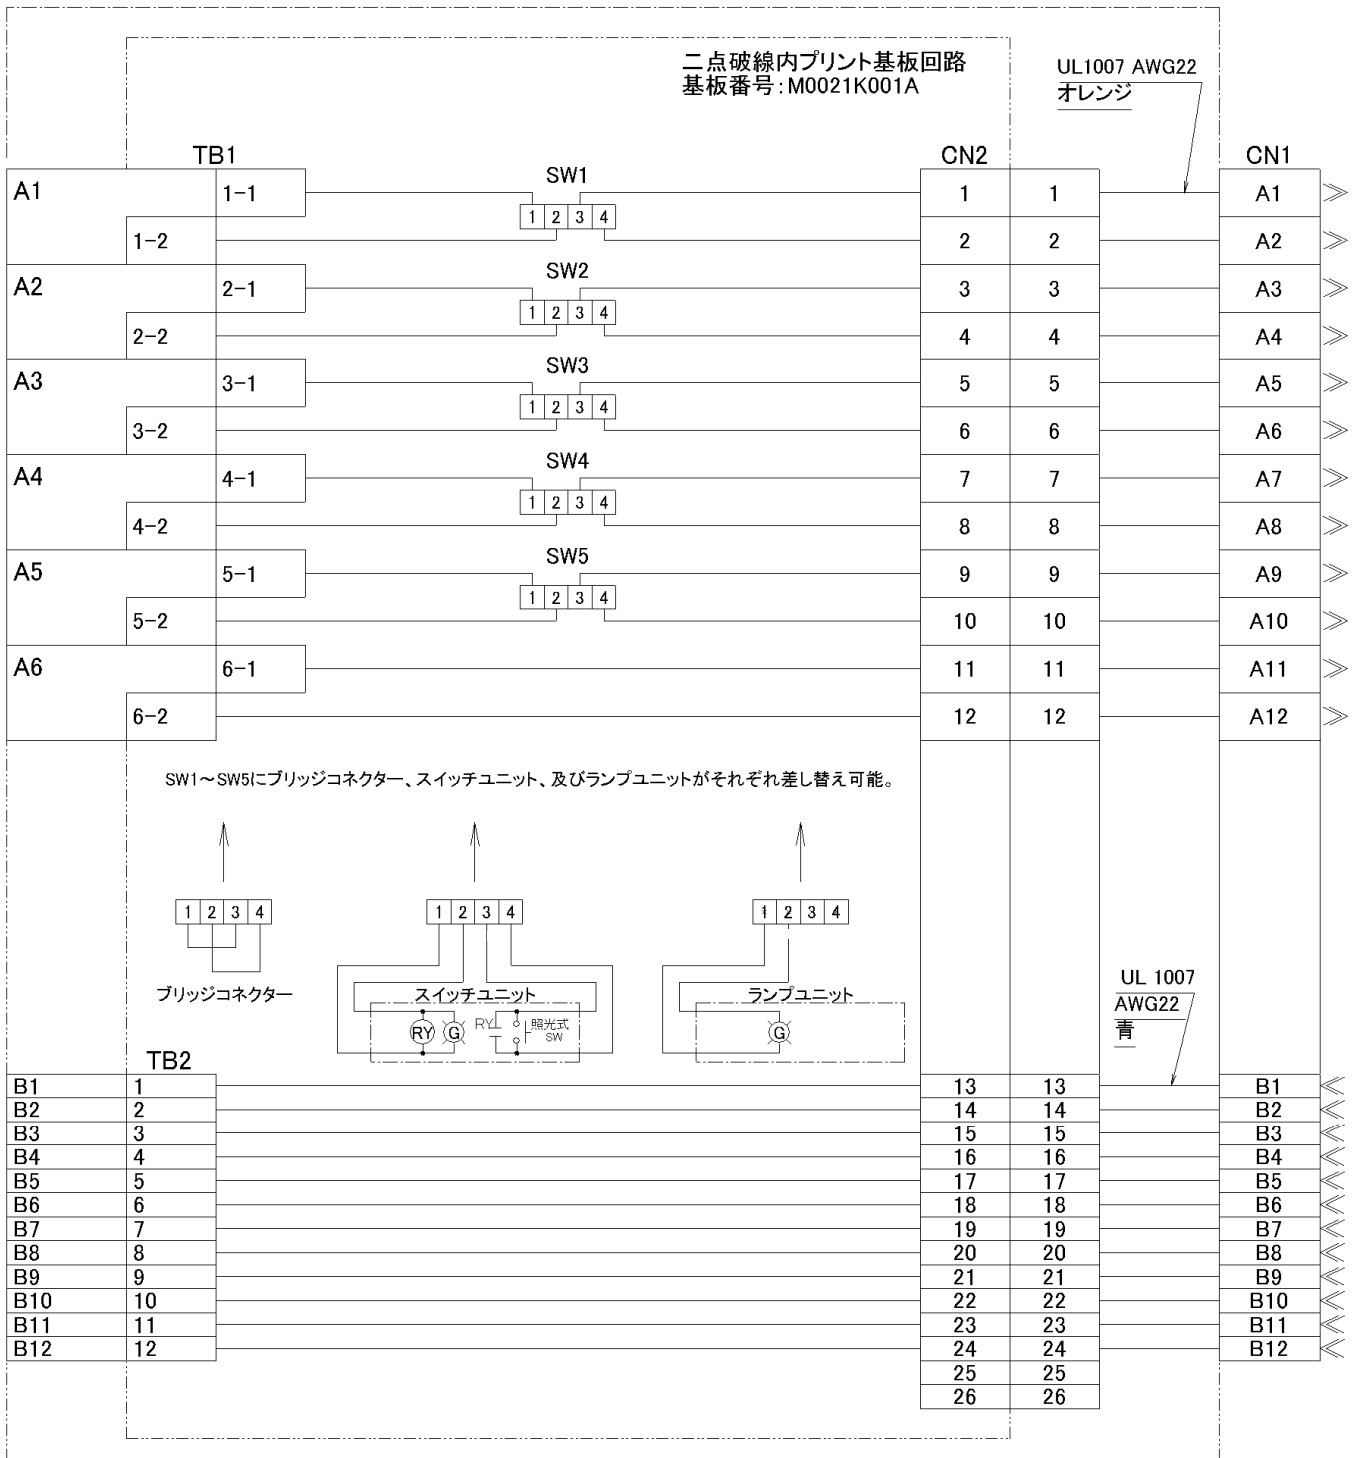 二点破線内プリント基板回路
基板番号:M0021K001A
UL1007 AWG22
オレンジ
TB1
CN2
CN1
A1 1-1 SW1 1 1 A1
1 2 3 4
1-2 2 2 A2
A2 2-1 SW2 3 3 A3
1 2 3 4
2-2 4 4 A4
A3 3-1 SW3 5 5 A5
1 2 3 4
3-2 6 6 A6
A4 4-1 SW4 7 7 A7
1 2 3 4
4-2 8 8 A8
A5 5-1 SW5 9 9 A9
1 2 3 4
5-2 10 10 A10
A6 6-1 11 11 A11
6-2 12 12 A12
SW1~SW5にブリッジコネクター、スイッチユニット、及びランプユニットがそれぞれ差し替え可能。
1 2 3 4
1 2 3 4
1 2 3 4
ブリッジコネクター
スイッチユニット
ランプユニット
RY G RY 照光式
SW
G
UL 1007
AWG22
青
TB2
B1 1 13 13 B1
B2 2 14 14 B2
B3 3 15 15 B3
B4 4 16 16 B4
B5 5 17 17 B5
B6 6 18 18 B6
B7 7 19 19 B7
B8 8 20 20 B8
B9 9 21 21 B9
B10 10 22 22 B10
B11 11 23 23 B11
B12 12 24 24 B12
25 25
26 26